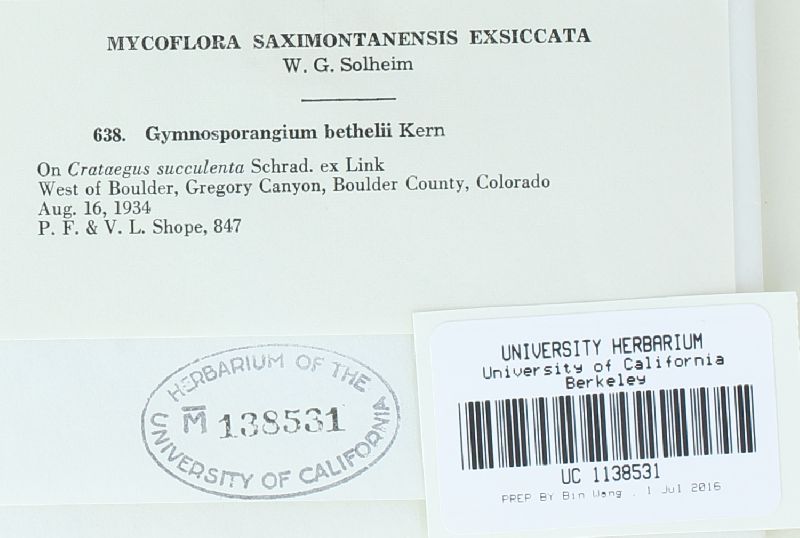 MYCOFLORA SAXIMONTANENSIS EXSICCATA
W. G. Solheim
638. Gymnosporangium bethelii Kern
On Crataegus succulenta Schrad. ex Link
West of Boulder, Gregory Canyon, Boulder County, Colorado
Aug. 16, 1934
P. F. & V. L. Shope, 847
HERBARIUM OF THE
M̅ 138531
UNIVERSITY OF CALIFORNIA
UNIVERSITY HERBARIUM
University of California
Berkeley
UC 1138531
PREP BY Bin Wang . 1 Jul 2016